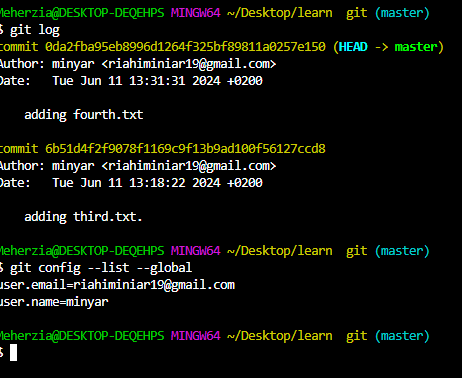 Meherzia@DESKTOP-DEQEHPS MINGW64 ~/Desktop/learn  git (master)
$ git log
commit 0da2fba95eb8996d1264f325bf89811a0257e150 (HEAD -> master)
Author: minyar <riahiminiar19@gmail.com>
Date:   Tue Jun 11 13:31:31 2024 +0200
    adding fourth.txt
commit 6b51d4f2f9078f1169c9f13b9ad100f56127ccd8
Author: minyar <riahiminiar19@gmail.com>
Date:   Tue Jun 11 13:18:22 2024 +0200
    adding third.txt.
Meherzia@DESKTOP-DEQEHPS MINGW64 ~/Desktop/learn  git (master)
$ git config --list --global
user.email=riahiminiar19@gmail.com
user.name=minyar
Meherzia@DESKTOP-DEQEHPS MINGW64 ~/Desktop/learn  git (master)
$